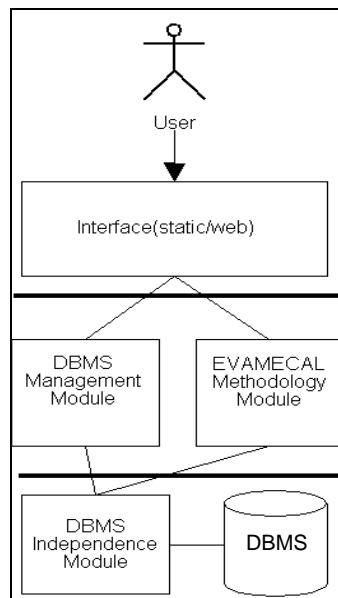 User
Interface(static/web)
DBMS
Management
Module
EVAMECAL
Methodology
Module
DBMS
Independence
Module
DBMS